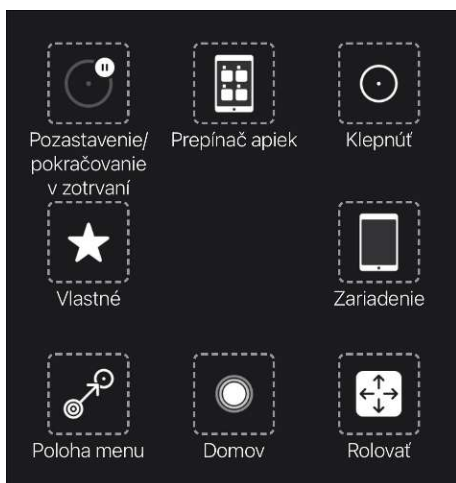 Pozastavenie/
pokračovanie
v zotrvaní
Prepínač apiek
Klepnúť
Vlastné
Zariadenie
Poloha menu
Domov
Rolovať